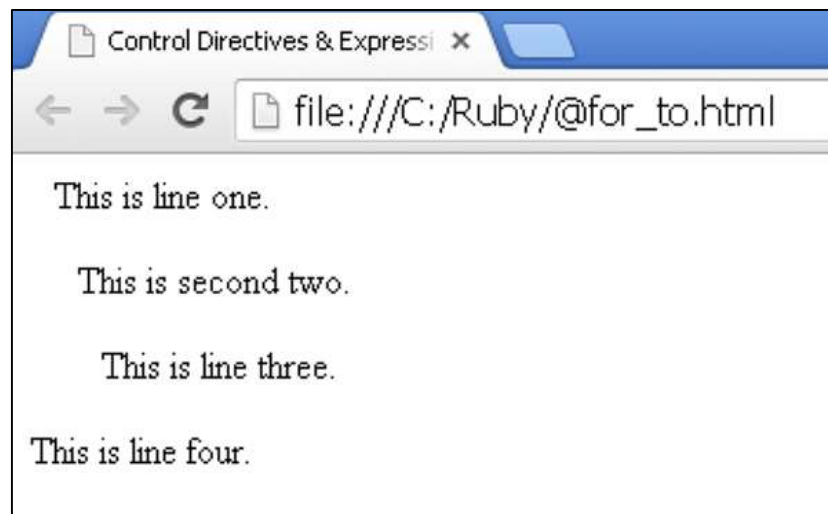 Control Directives & Expressi
file:///C:/Ruby/@for_to.html
This is line one.
This is second two.
This is line three.
This is line four.